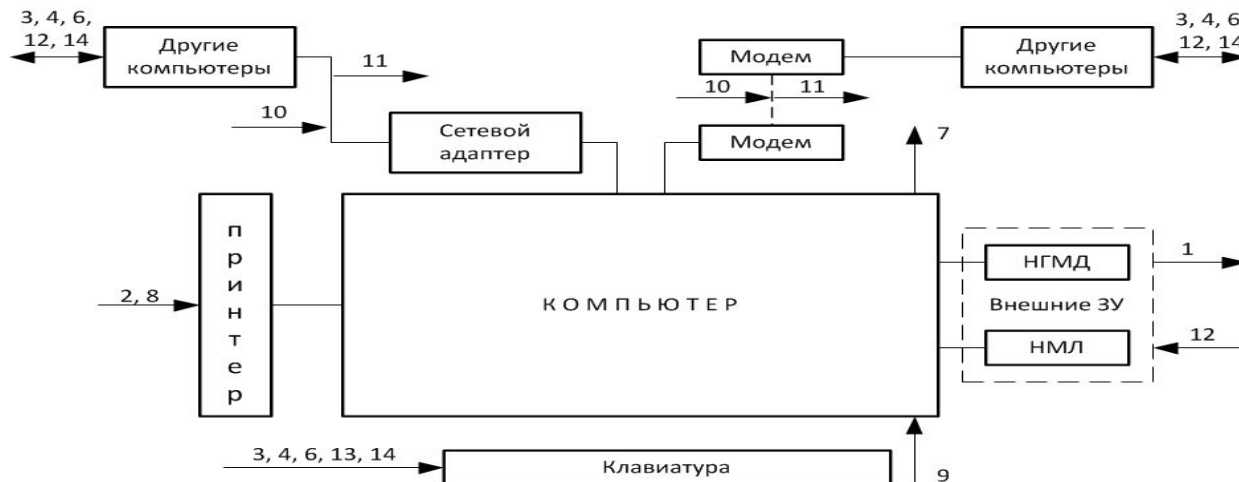 3, 4, 6,
12, 14
Другие
компьютеры
11
10
Сетевой
адаптер
Модем
10
11
Модем
Другие
компьютеры
3, 4, 6
12, 14
7
принтер
2, 8
КОМПЬЮТЕР
НГМД
1
Внешние ЗУ
НМЛ
12
3, 4, 6, 13, 14
Клавиатура
9